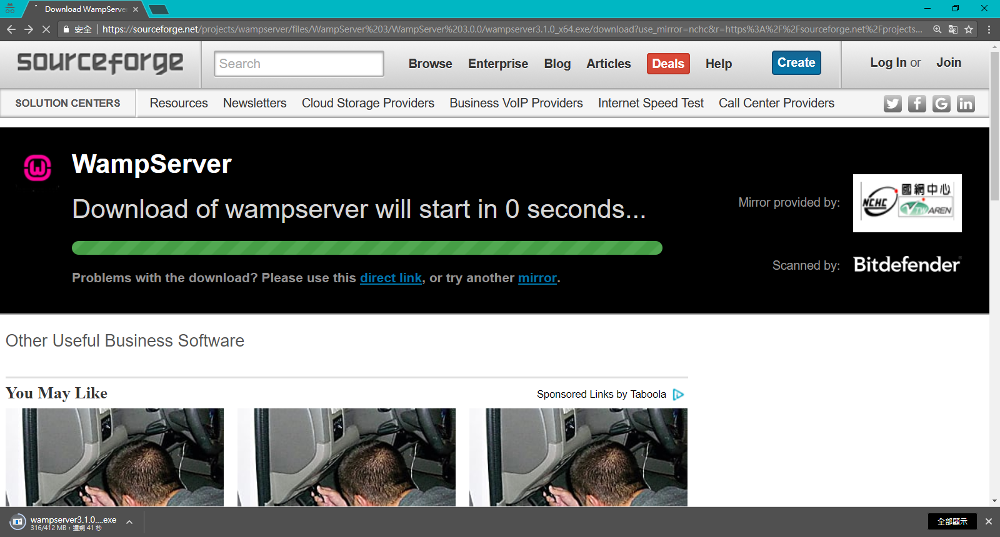 Download WampServe
安全
https://sourceforge.net/projects/wampserver/files/WampServer%203/WampServer%203.0.0/wampserver3.1.0_x64.exe/download?use_mirror=nchc&r=https%3A%2F%2Fsourceforge.net%2Fprojects...
sourceforge
Search
Browse
Enterprise
Blog
Articles
Deals
Help
Create
Log In or
Join
SOLUTION CENTERS
Resources
Newsletters
Cloud Storage Providers
Business VoIP Providers
Internet Speed Test
Call Center Providers
WampServer
Download of wampserver will start in 0 seconds...
Mirror provided by:
國網中心
NCHC
TWAREN
Scanned by:
Bitdefender
Problems with the download? Please use this direct link, or try another mirror.
Other Useful Business Software
You May Like
Sponsored Links by Taboola
wampserver3.1.0....exe
316/412 MB，還剩 41 秒
全部顯示